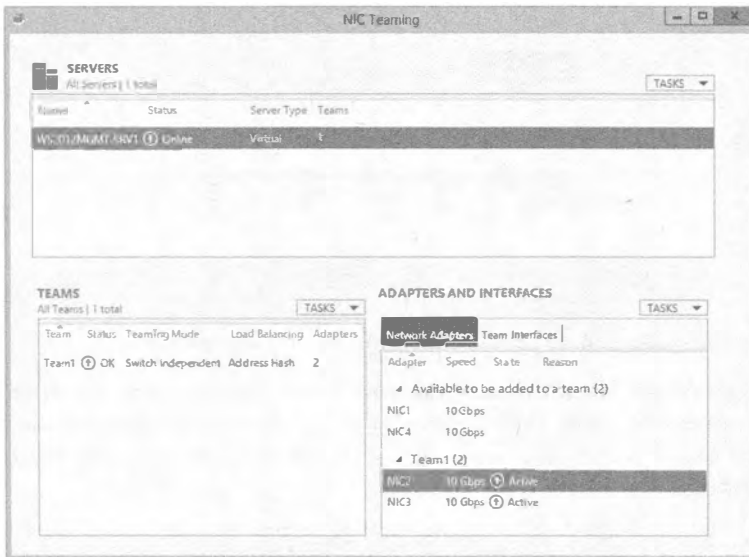 NIC Teaming
SERVERS
All Servers | 1 total
TASKS
Name Status Server Type Teams
Online Virtual 1
TEAMS
All Teams | 1 total
TASKS
Team Status Teaming Mode Load Balancing Adapters
Team1 OK Switch Independent Address Hash 2
ADAPTERS AND INTERFACES
TASKS
Network Adapters Team Interfaces
Adapter Speed State Reason
Available to be added to a team (2)
NIC1 10 Gbps
NIC4 10 Gbps
Team1 (2)
NIC2 10 Gbps Active
NIC3 10 Gbps Active